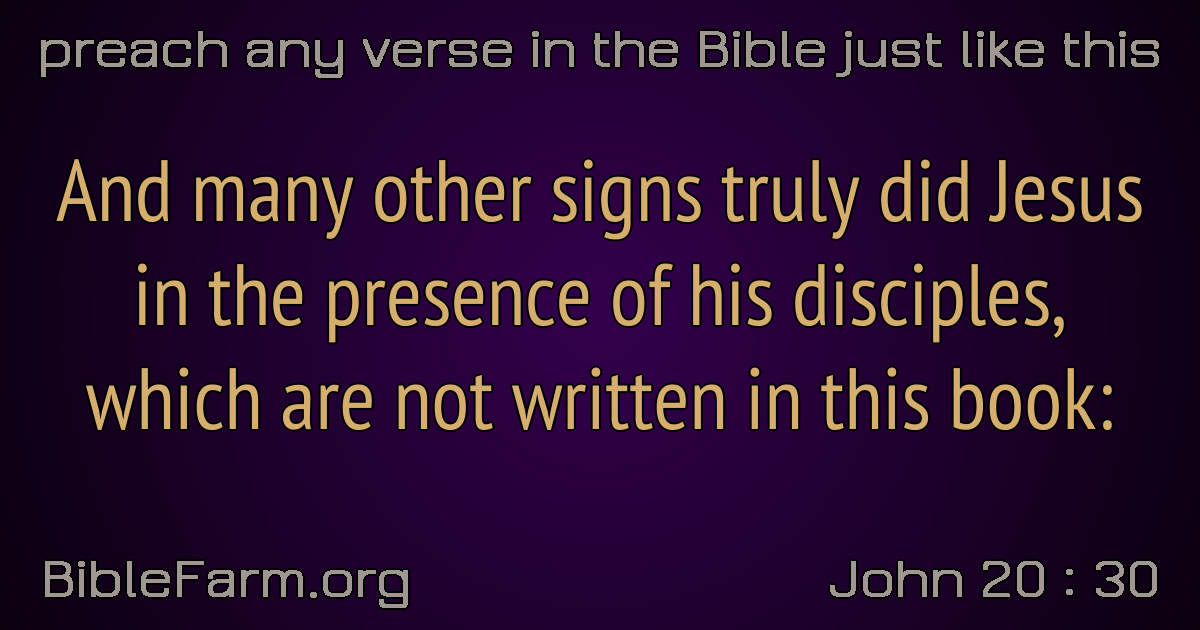 preach any verse in the Bible just like this
And many other signs truly did Jesus
in the presence of his disciples,
which are not written in this book:
BibleFarm.org
John 20 : 30